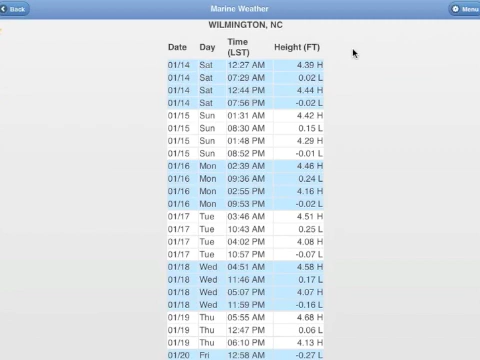 Back
Marine Weather
Menu
WILMINGTON, NC
Date Day Time (LST) Height (FT)
01/14 Sat 12:27 AM 4.39 H
01/14 Sat 07:29 AM 0.02 L
01/14 Sat 12:44 PM 4.44 H
01/14 Sat 07:56 PM -0.02 L
01/15 Sun 01:31 AM 4.42 H
01/15 Sun 08:30 AM 0.15 L
01/15 Sun 01:48 PM 4.29 H
01/15 Sun 08:52 PM -0.01 L
01/16 Mon 02:39 AM 4.46 H
01/16 Mon 09:36 AM 0.24 L
01/16 Mon 02:55 PM 4.16 H
01/16 Mon 09:53 PM -0.02 L
01/17 Tue 03:46 AM 4.51 H
01/17 Tue 10:43 AM 0.25 L
01/17 Tue 04:02 PM 4.08 H
01/17 Tue 10:57 PM -0.07 L
01/18 Wed 04:51 AM 4.58 H
01/18 Wed 11:46 AM 0.17 L
01/18 Wed 05:07 PM 4.07 H
01/18 Wed 11:59 PM -0.16 L
01/19 Thu 05:55 AM 4.68 H
01/19 Thu 12:47 PM 0.06 L
01/19 Thu 06:10 PM 4.13 H
01/20 Fri 12:58 AM -0.27 L